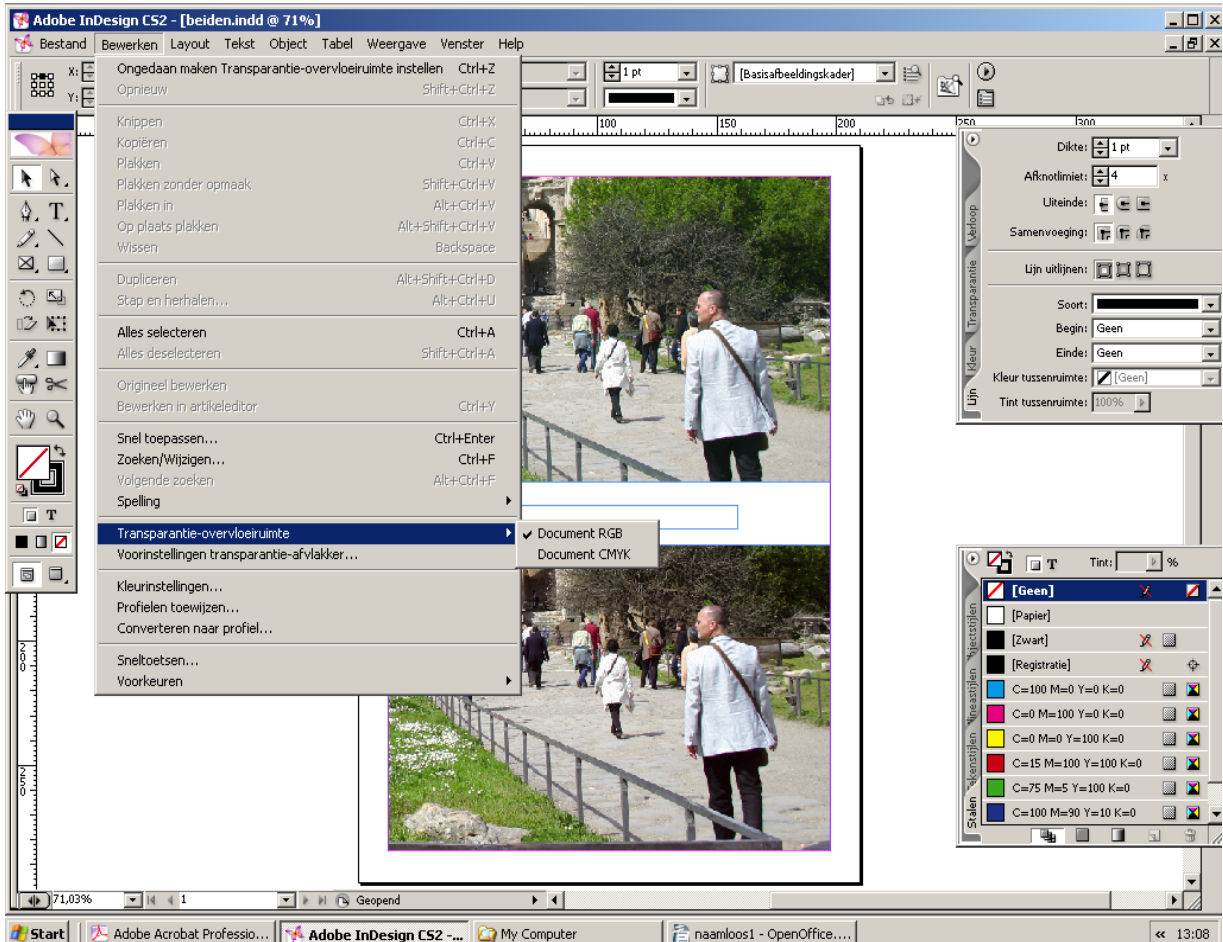 Adobe InDesign CS2 - [beiden.indd @ 71%]
Bestand Bewerken Layout Tekst Object Tabel Weergave Venster Help
X:
Y:
1 pt
[Basisafbeeldingskader]
Ongedaan maken Transparantie-overvloeiruimte instellen Ctrl+Z
Opnieuw Shift+Ctrl+Z
Knippen Ctrl+X
Kopiëren Ctrl+C
Plakken Ctrl+V
Plakken zonder opmaak Shift+Ctrl+V
Plakken in Alt+Ctrl+V
Op plaats plakken Alt+Shift+Ctrl+V
Wissen Backspace
Dupliceren Alt+Shift+Ctrl+D
Stap en herhalen... Alt+Ctrl+U
Alles selecteren Ctrl+A
Alles deselecteren Shift+Ctrl+A
Origineel bewerken
Bewerken in artikeleditor Ctrl+Y
Snel toepassen... Ctrl+Enter
Zoeken/Wijzigen... Ctrl+F
Volgende zoeken Alt+Ctrl+F
Spelling
Transparantie-overvloeiruimte
Document RGB
Document CMYK
Voorinstellingen transparantie-afvlakker...
Kleurinstellingen...
Profielen toewijzen...
Converteren naar profiel...
Sneltoetsen...
Voorkeuren
100 150 200 250 300
200
250
Dikte: 1 pt
Afknotlimiet: 4 x
Uiteinde:
Samenvoeging:
Lijn uitlijnen:
Soort:
Begin: Geen
Einde: Geen
Kleur tussenruimte: [Geen]
Tint tussenruimte: 100%
Verloop
Transparantie
Kleur
Lijn
Tint: %
[Geen]
[Papier]
[Zwart]
[Registratie]
C=100 M=0 Y=0 K=0
C=0 M=100 Y=0 K=0
C=0 M=0 Y=100 K=0
C=15 M=100 Y=100 K=0
C=75 M=5 Y=100 K=0
C=100 M=90 Y=10 K=0
Stalen
71,03% 1 Geopend
Start Adobe Acrobat Professio... Adobe InDesign CS2 -... My Computer naamloos1 - OpenOffice.... « 13:08